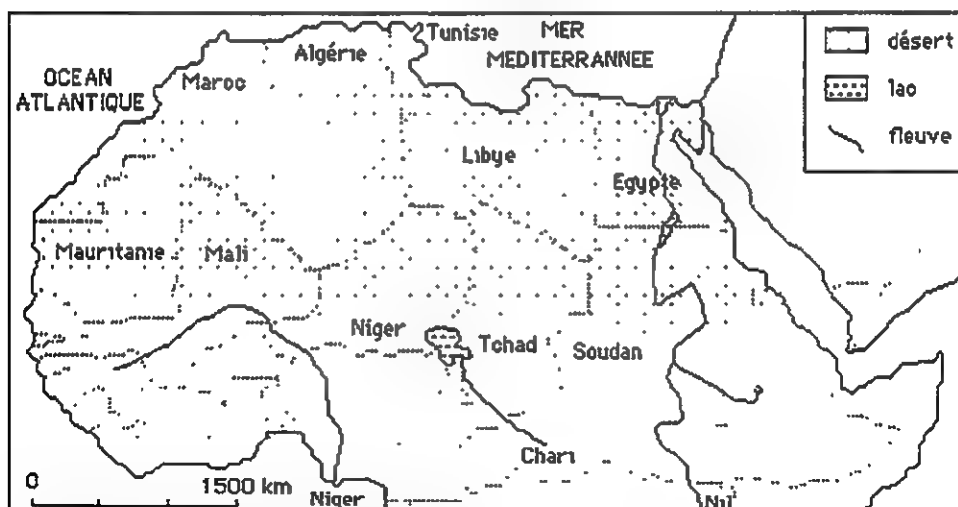 Tunisie
MER
MEDITERRANNEE
Algérie
OCEAN
ATLANTIQUE
Maroc
désert
lac
fleuve
Libye
Egypte
Mauritanie
Mali
Niger
Tchad
Soudan
Chari
0
1500 km
Niger
Nil